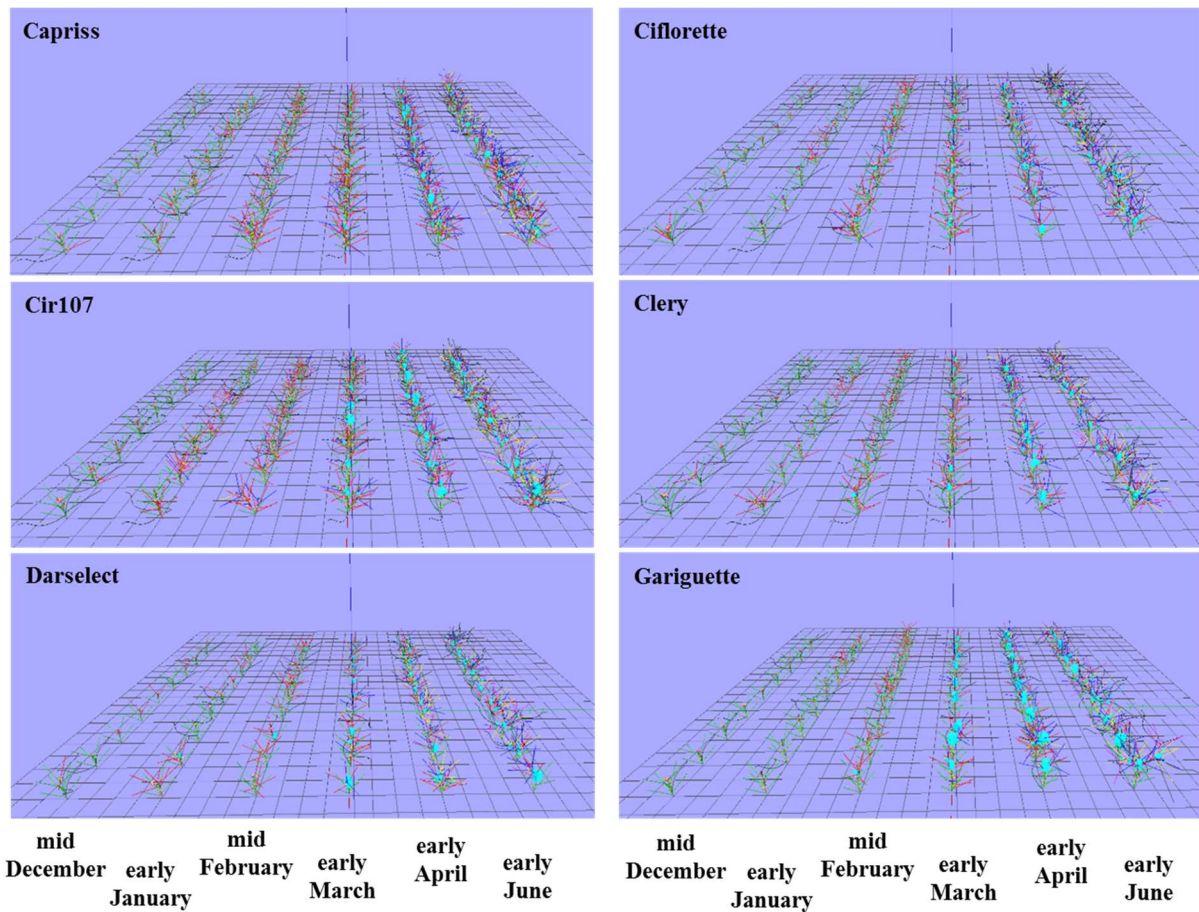 Capriss
Ciflorette
Cir107
Clery
Darselect
Gariguette
mid
December
early
January
mid
February
early
March
early
April
early
June
mid
December
early
January
mid
February
early
March
early
April
early
June